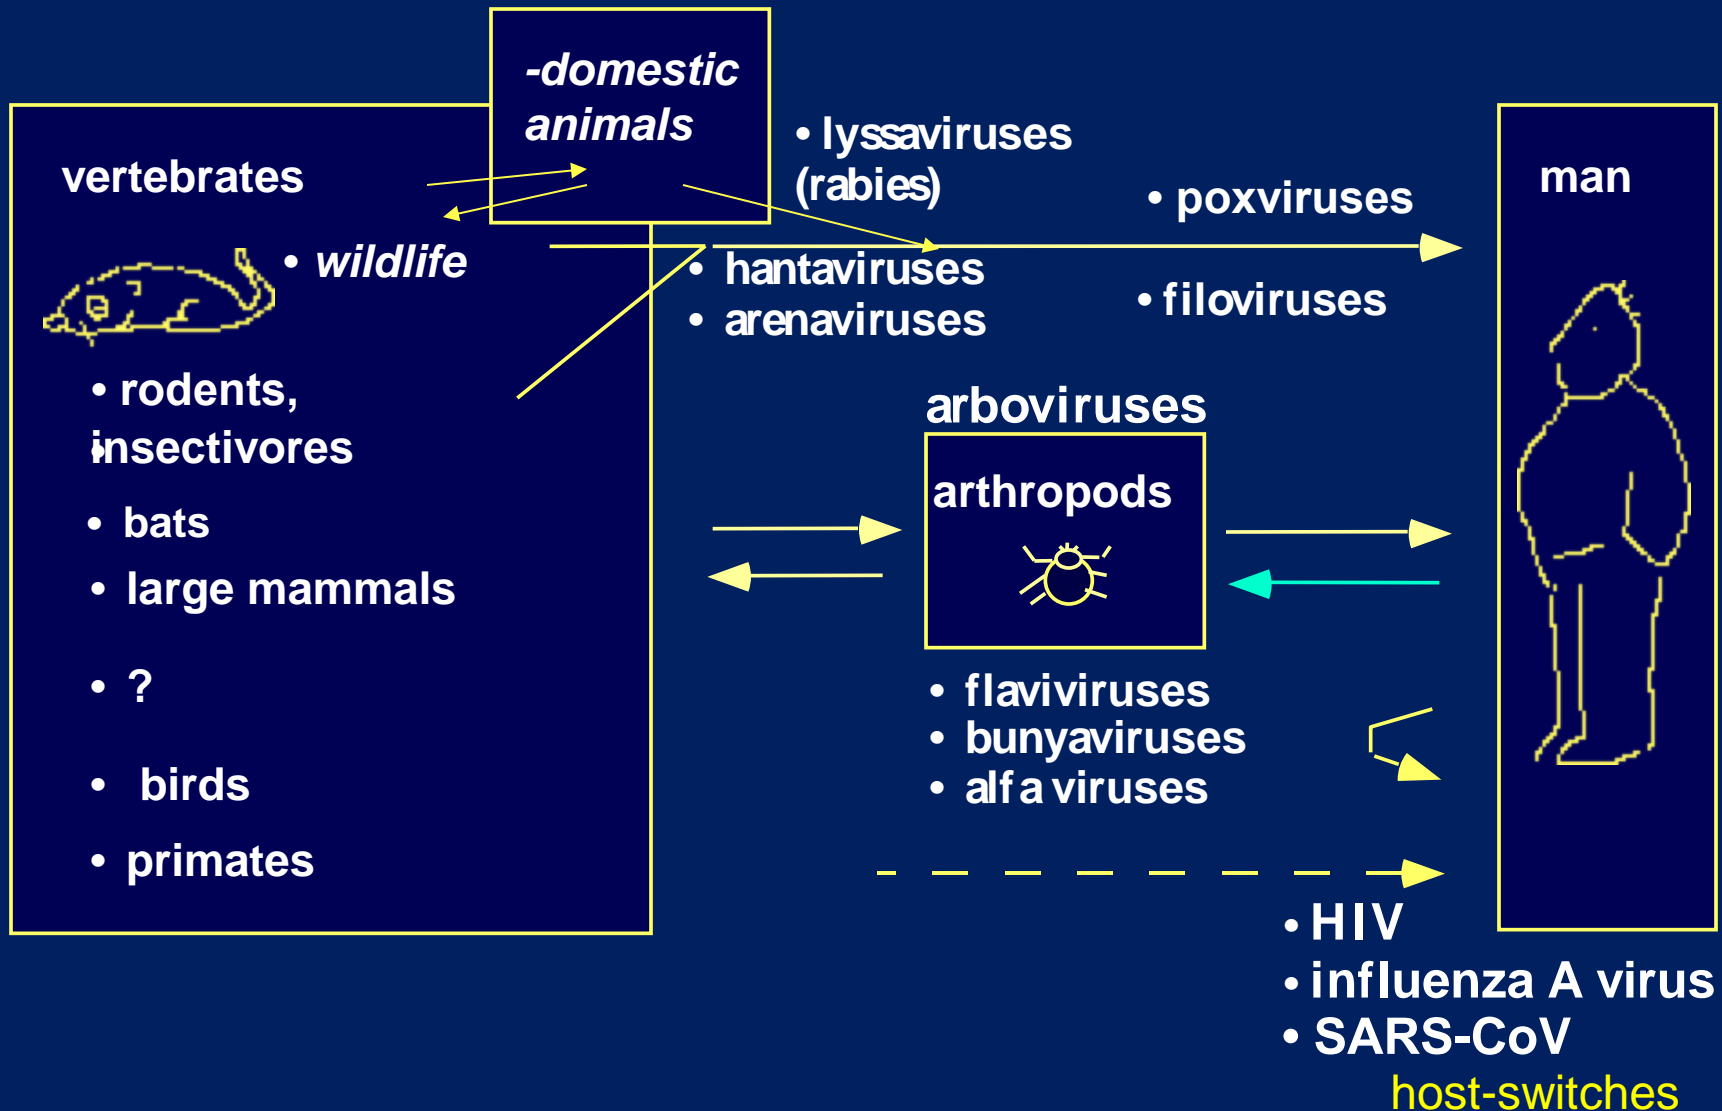 -domestic
animals
vertebrates
• wildlife
• rodents,
• insectivores
• bats
• large mammals
• ?
• birds
• primates
• lyssaviruses
(rabies)
• poxviruses
• hantaviruses
• arenaviruses
• filoviruses
arboviruses
arthropods
• flaviviruses
• bunyaviruses
• alfa viruses
man
• HIV
• influenza A virus
• SARS-CoV
host-switches